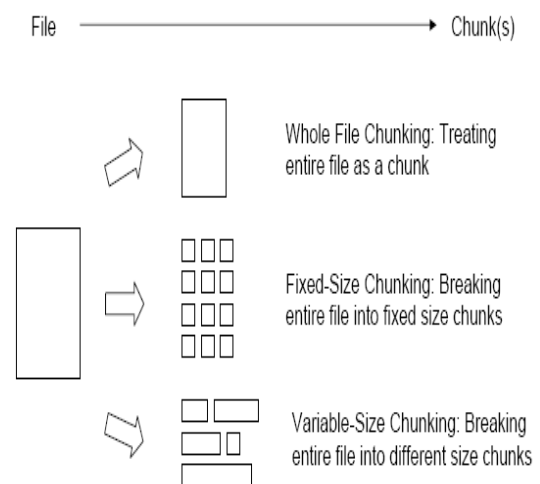 File
Chunk(s)
Whole File Chunking: Treating
entire file as a chunk
Fixed-Size Chunking: Breaking
entire file into fixed size chunks
Variable-Size Chunking: Breaking
entire file into different size chunks